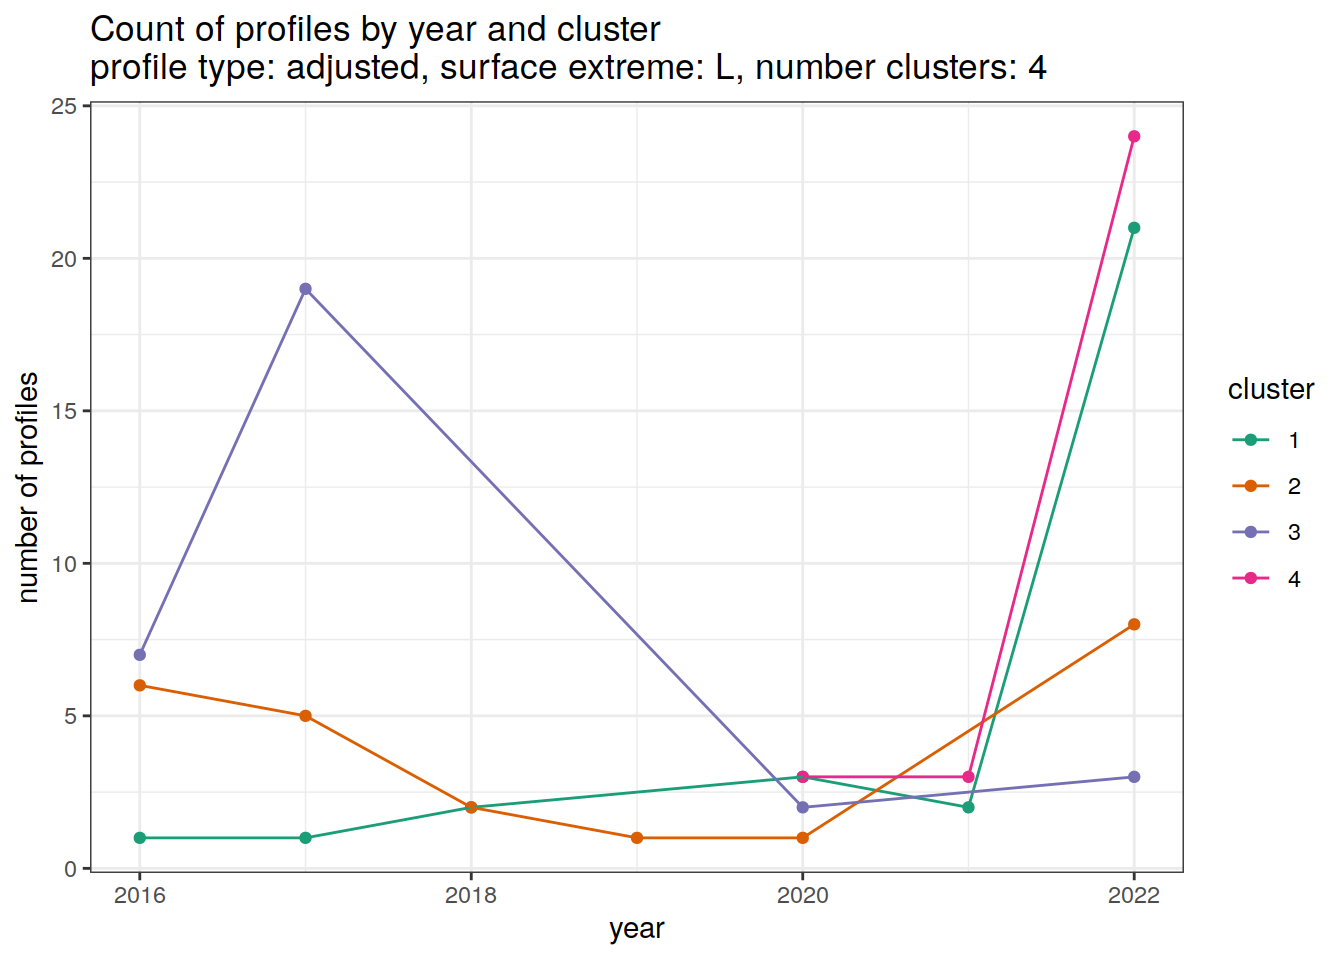 Count of profiles by year and cluster
profile type: adjusted, surface extreme: L, number clusters: 4
25
20
15
10
5
0
number of profiles
2016
2018
2020
2022
year
cluster
1
2
3
4